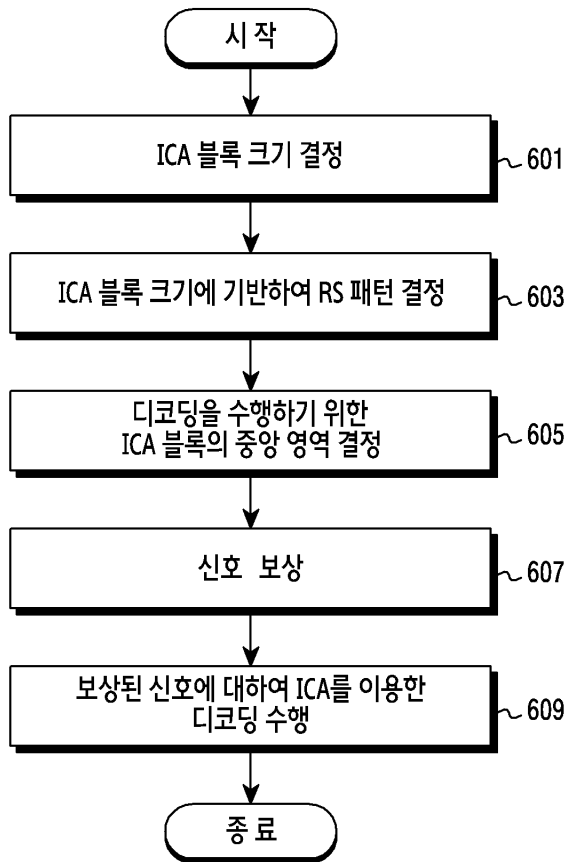 시 작
ICA 블록 크기 결정
601
ICA 블록 크기에 기반하여 RS 패턴 결정
603
디코딩을 수행하기 위한
ICA 블록의 중앙 영역 결정
605
신호 보상
607
보상된 신호에 대하여 ICA를 이용한
디코딩 수행
609
종 료